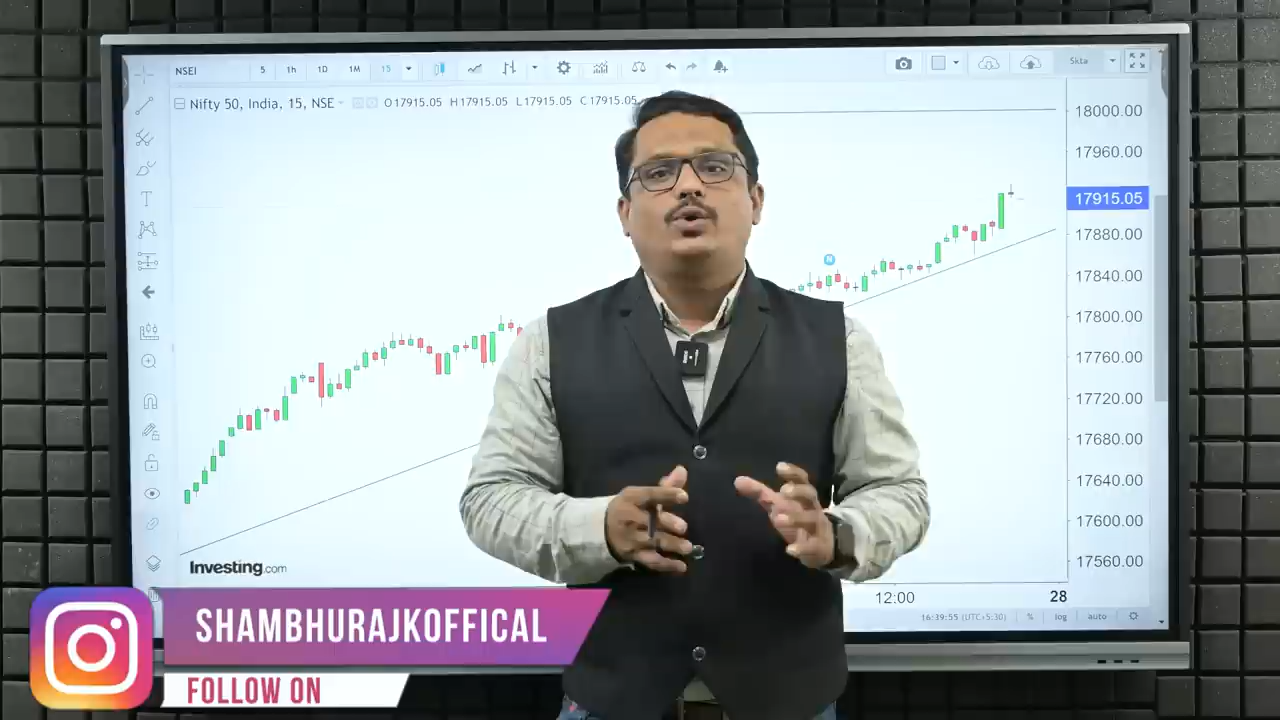 NSEI 5 1h 1D 1M 15 5kta
Nifty 50, India, 15, NSE O17915.05 H17915.05 L17915.05 C17915.05
18000.00
17960.00
17915.05
17880.00
17840.00
17800.00
17760.00
17720.00
17680.00
17640.00
17600.00
17560.00
N
Investing.com
12:00 28
16:39:55 (UTC+5:30) % log auto
SHAMBHURAJKOFFICAL
FOLLOW ON